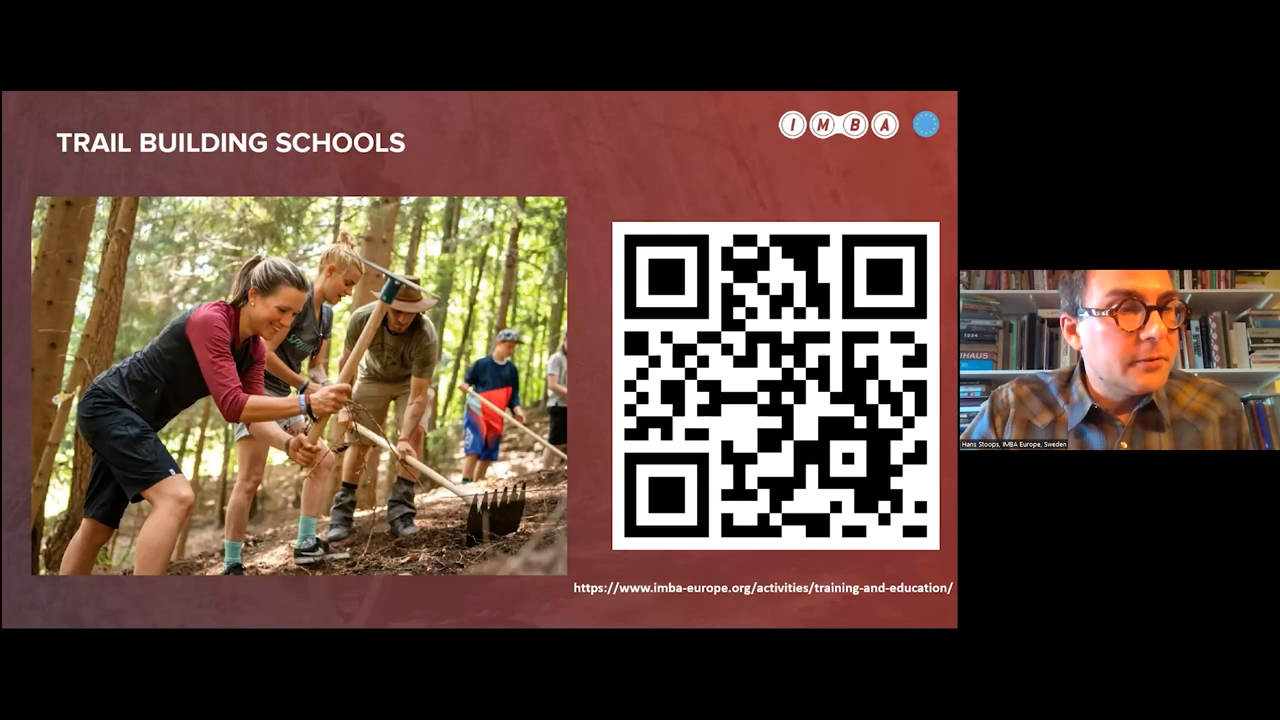 TRAIL BUILDING SCHOOLS
IMBA
https://www.imba-europe.org/activities/training-and-education/
Hans Stoops, IMBA Europe, Sweden